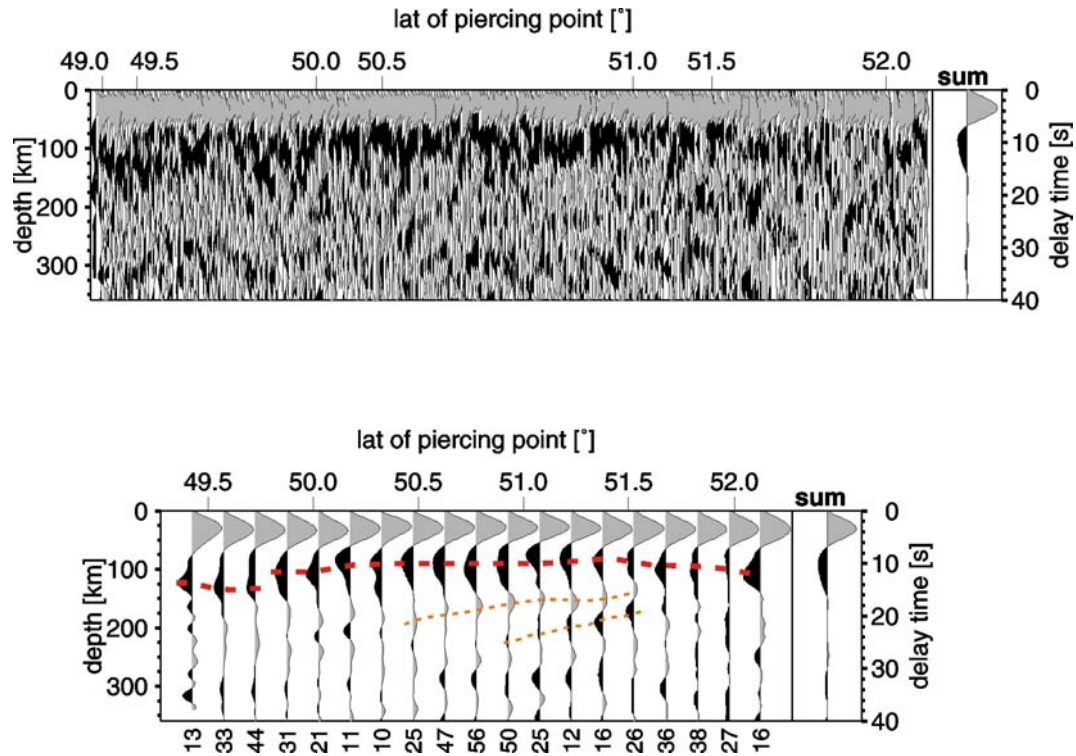 lat of piercing point [°]
49.0 49.5 50.0 50.5 51.0 51.5 52.0
sum
0 0
100 10
200 20
300 30
40
depth [km]
delay time [s]
lat of piercing point [°]
49.5 50.0 50.5 51.0 51.5 52.0
sum
0 0
100 10
200 20
300 30
40
depth [km]
delay time [s]
13 33 44 31 21 11 10 25 47 56 50 25 12 16 26 36 38 27 16